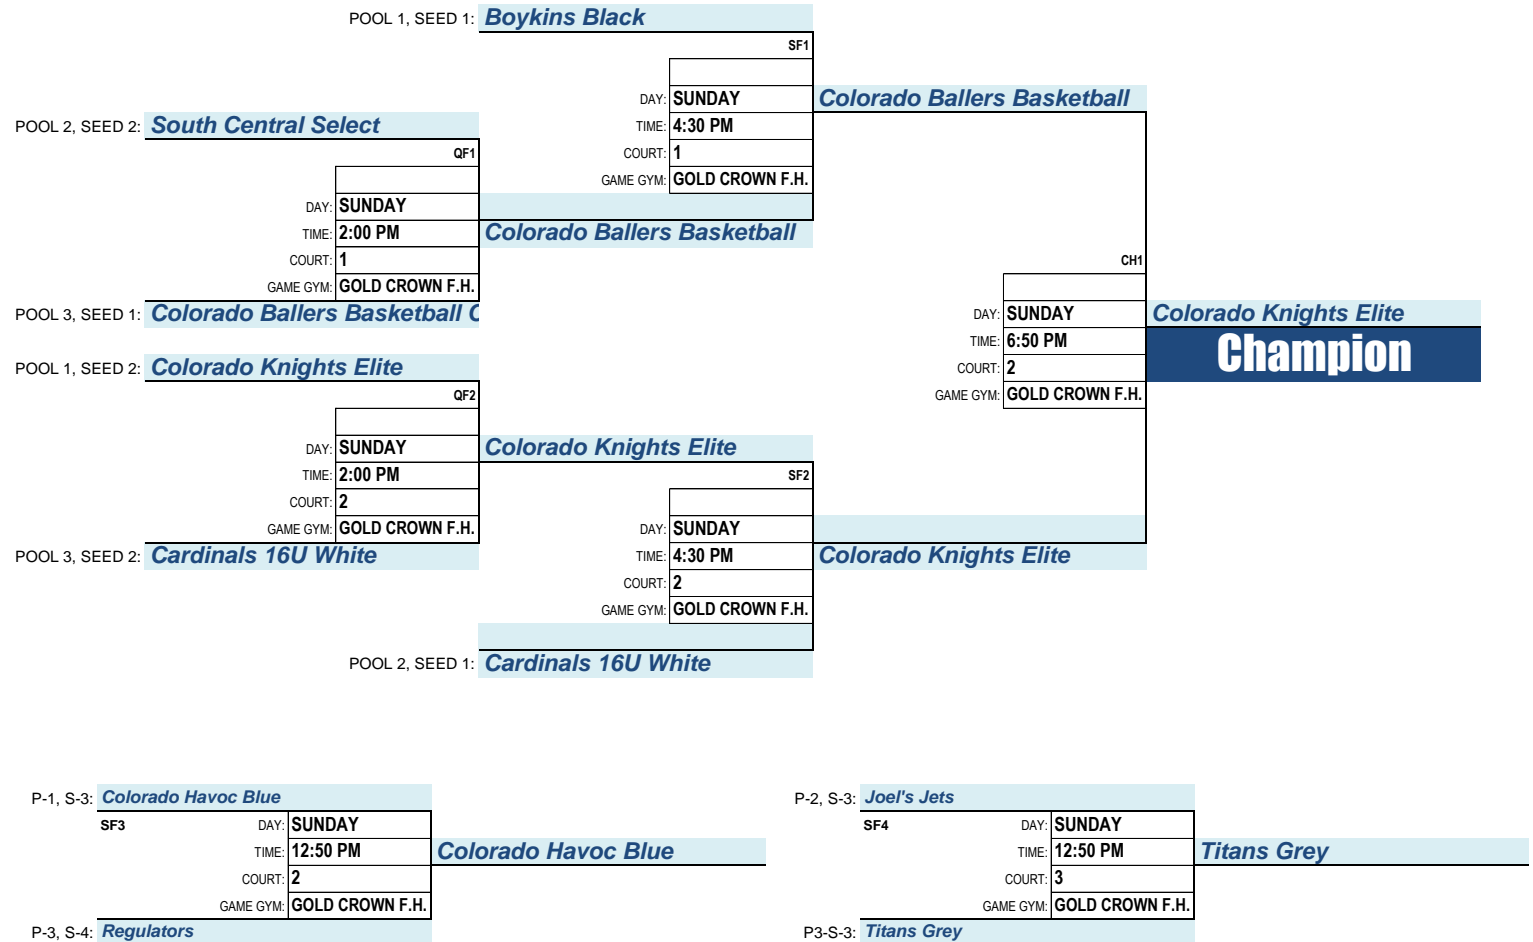 POOL 1, SEED 1: Boykins Black
SF1
DAY: SUNDAY
TIME: 4:30 PM
COURT: 1
GAME GYM: GOLD CROWN F.H.
Colorado Ballers Basketball
POOL 2, SEED 2: South Central Select
QF1
DAY: SUNDAY
TIME: 2:00 PM
COURT: 1
GAME GYM: GOLD CROWN F.H.
Colorado Ballers Basketball
POOL 3, SEED 1: Colorado Ballers Basketball C
CH1
DAY: SUNDAY
TIME: 6:50 PM
COURT: 2
GAME GYM: GOLD CROWN F.H.
Colorado Knights Elite
Champion
POOL 1, SEED 2: Colorado Knights Elite
QF2
DAY: SUNDAY
TIME: 2:00 PM
COURT: 2
GAME GYM: GOLD CROWN F.H.
POOL 3, SEED 2: Cardinals 16U White
Colorado Knights Elite
SF2
DAY: SUNDAY
TIME: 4:30 PM
COURT: 2
GAME GYM: GOLD CROWN F.H.
Colorado Knights Elite
POOL 2, SEED 1: Cardinals 16U White
P-1, S-3: Colorado Havoc Blue
SF3 DAY: SUNDAY
TIME: 12:50 PM
COURT: 2
GAME GYM: GOLD CROWN F.H.
P-3, S-4: Regulators
Colorado Havoc Blue
P-2, S-3: Joel's Jets
SF4 DAY: SUNDAY
TIME: 12:50 PM
COURT: 3
GAME GYM: GOLD CROWN F.H.
P3-S-3: Titans Grey
Titans Grey